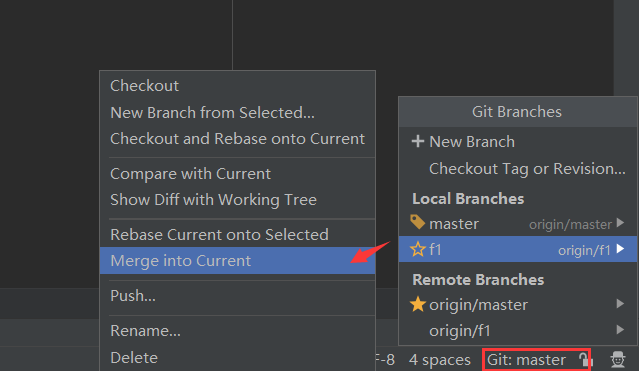 Checkout
New Branch from Selected...
Checkout and Rebase onto Current
Compare with Current
Show Diff with Working Tree
Rebase Current onto Selected
Merge into Current
Push...
Rename...
Delete
Git Branches
New Branch
Checkout Tag or Revision...
Local Branches
master origin/master
f1 origin/f1
Remote Branches
origin/master
origin/f1
F-8 4 spaces Git: master